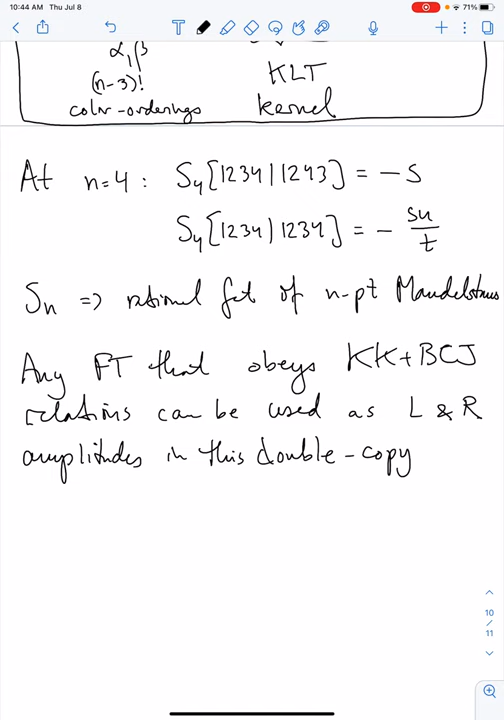 10:44 AM Thu Jul 8
71%
α, β
(n-3)!
color-orderings
KLT
kernel
At n=4: S₄[1234|1243] = -s
S₄[1234|1234] = - su/t
Sₙ => rational fct of n-pt Mandelstams
Any FT that obeys KK+BCJ
relations can be used as L & R
amplitudes in this double-copy
10
/
11